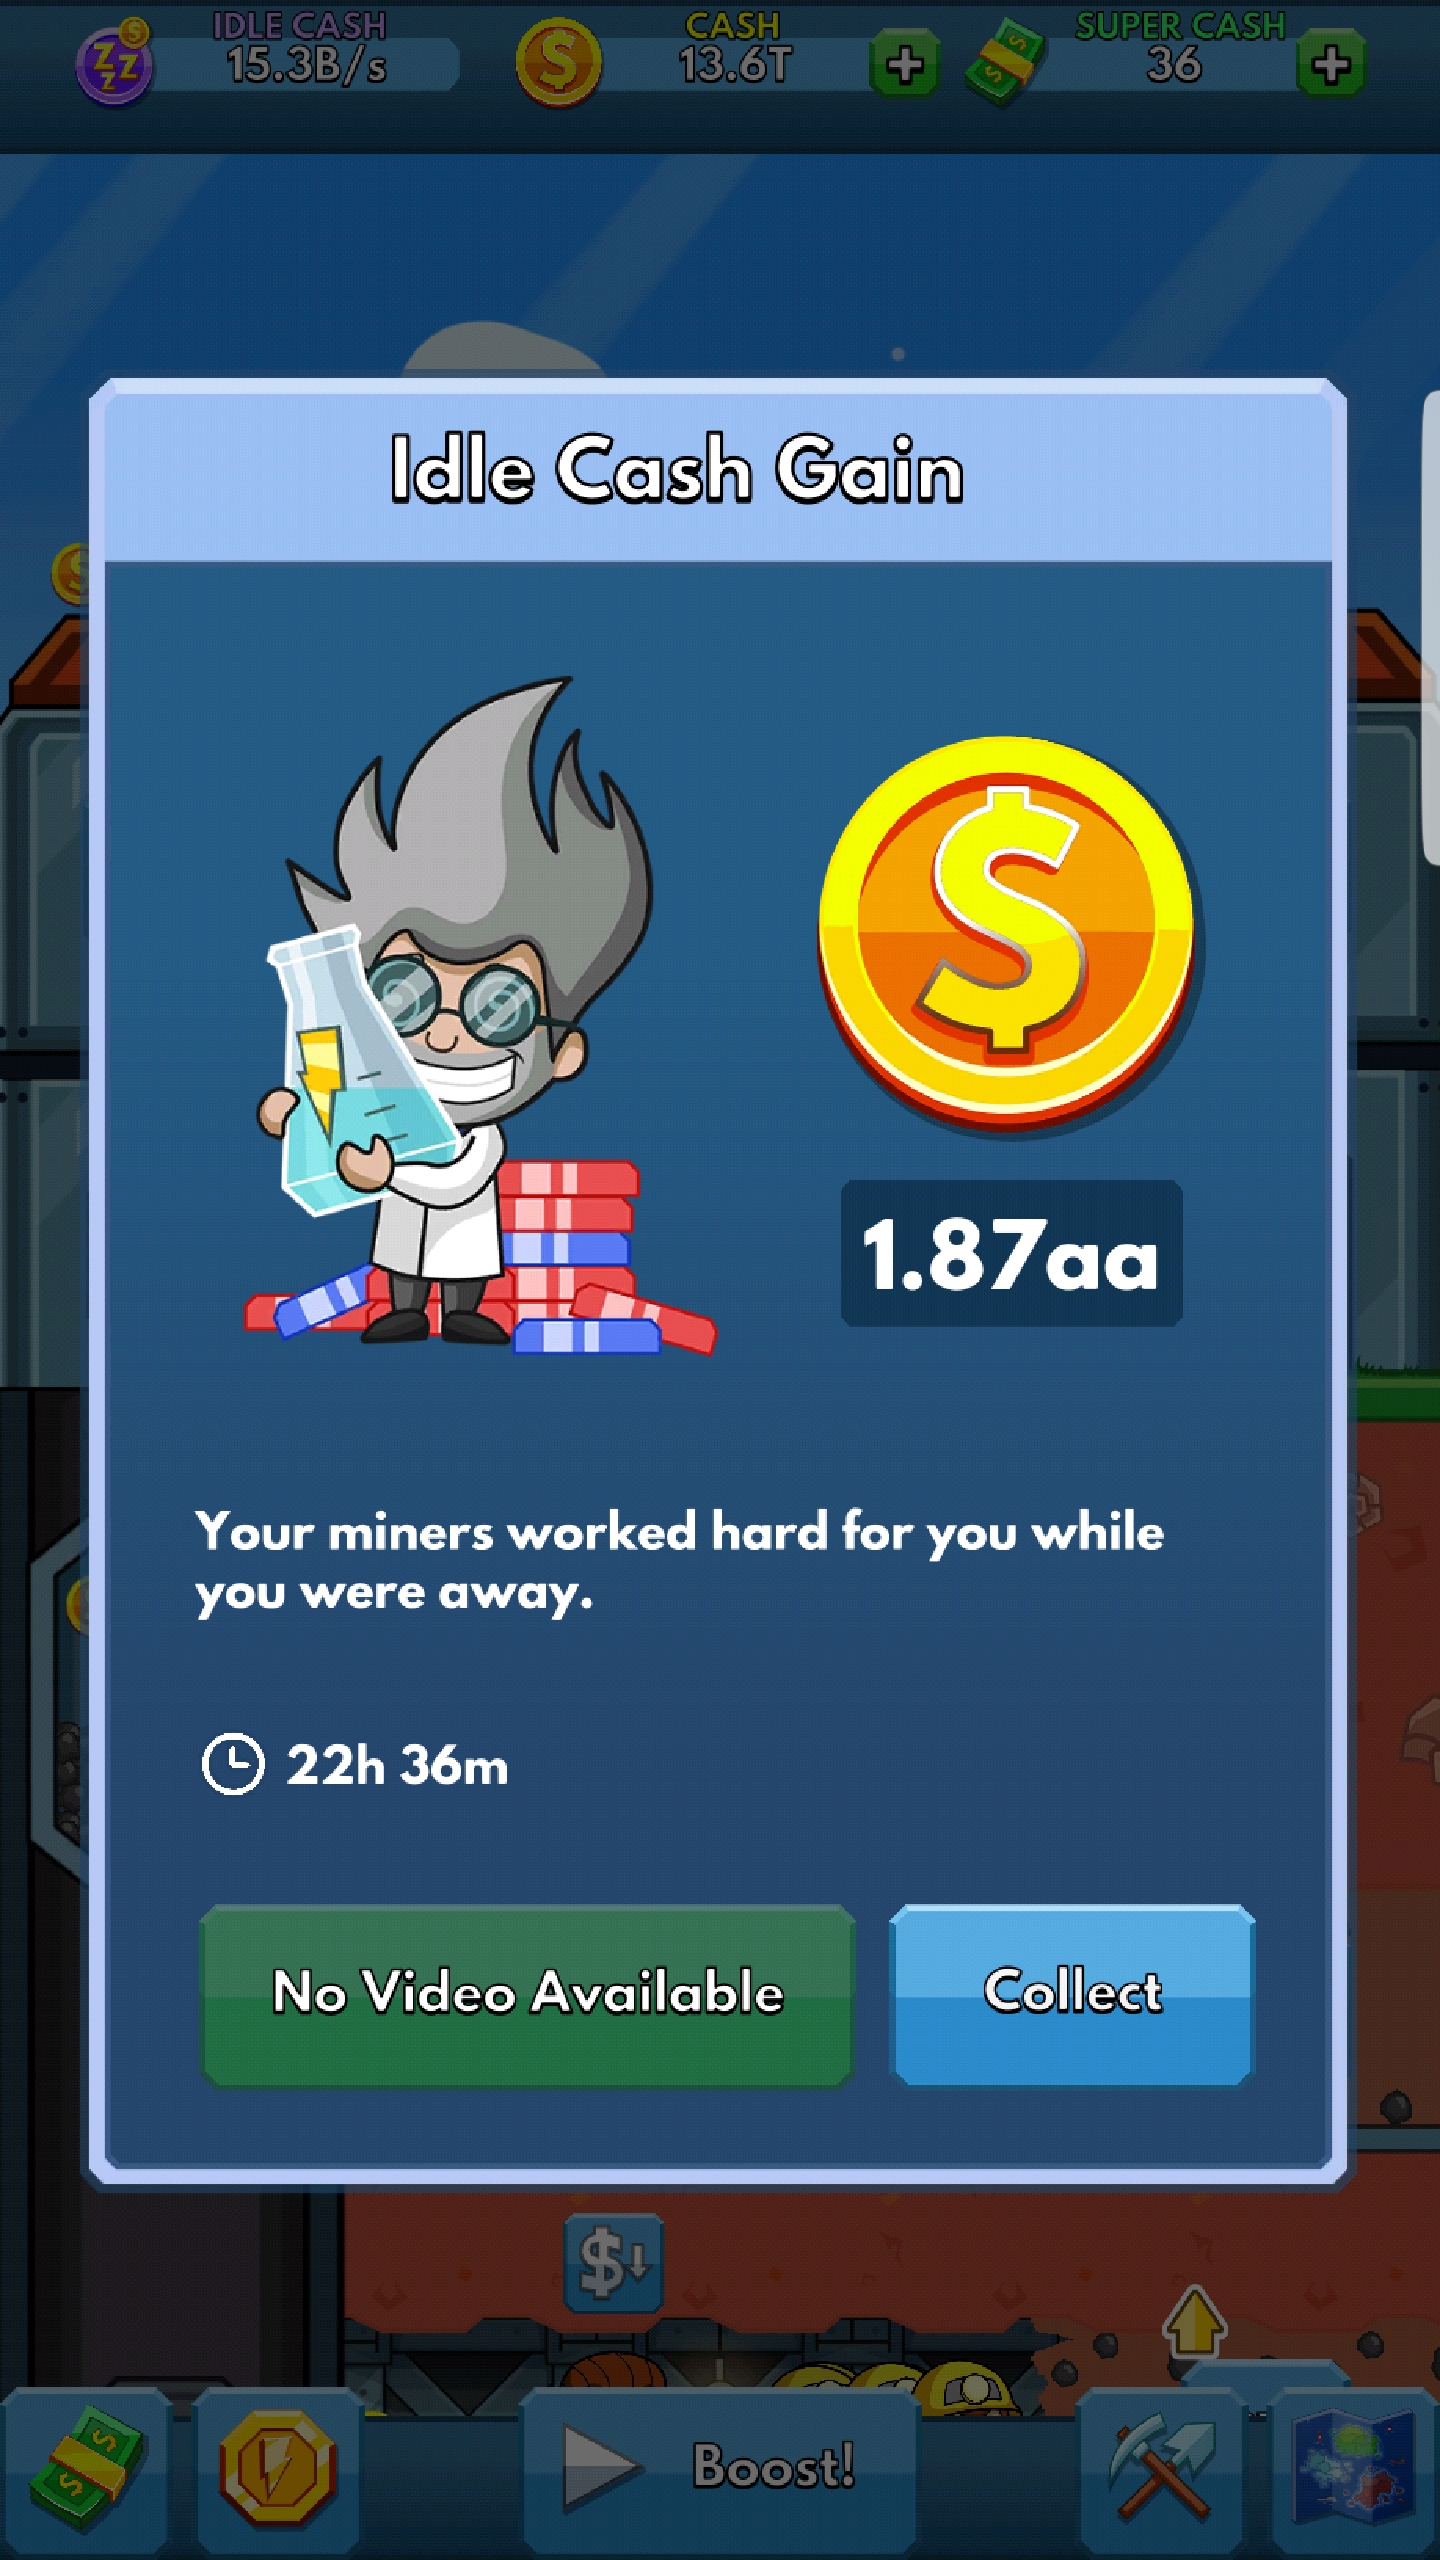 IDLE CASH
15.3B/s
CASH
13.6T
SUPER CASH
36
Idle Cash Gain
1.87aa
Your miners worked hard for you while
you were away.
22h 36m
No Video Available
Collect
Boost!